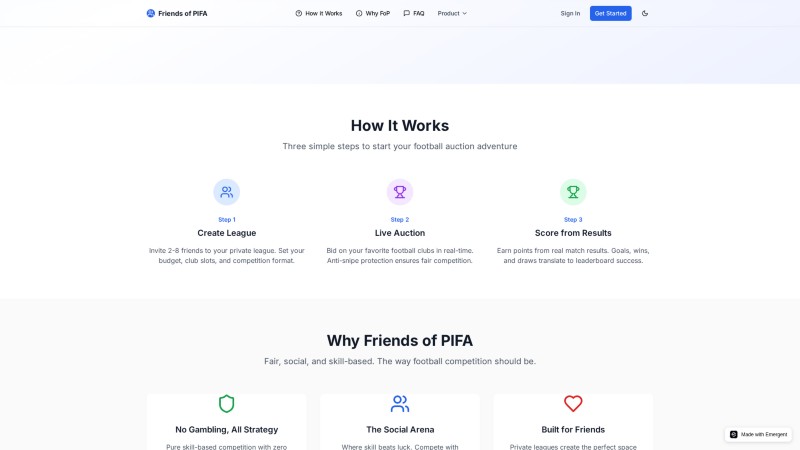 Friends of PIFA
How It Works
Why FoP
FAQ
Product
Sign In
Get Started
How It Works
Three simple steps to start your football auction adventure
Step 1
Create League
Invite 2-8 friends to your private league. Set your
budget, club slots, and competition format.
Step 2
Live Auction
Bid on your favorite football clubs in real-time.
Anti-snipe protection ensures fair competition.
Step 3
Score from Results
Earn points from real match results. Goals, wins,
and draws translate to leaderboard success.
Why Friends of PIFA
Fair, social, and skill-based. The way football competition should be.
No Gambling, All Strategy
Pure skill-based competition with zero
The Social Arena
Where skill beats luck. Compete with
Built for Friends
Private leagues create the perfect space
Made with Emergent